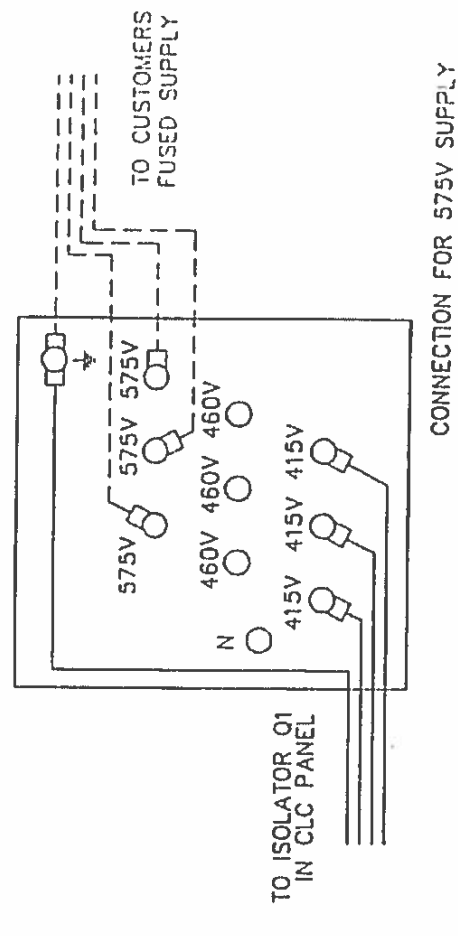 TO CUSTOMERS
FUSED SUPPLY
575V
575V
575V
460V
460V
460V
415V
415V
415V
N
TO ISOLATOR Q1
IN CLC PANEL
CONNECTION FOR 575V SUPPLY